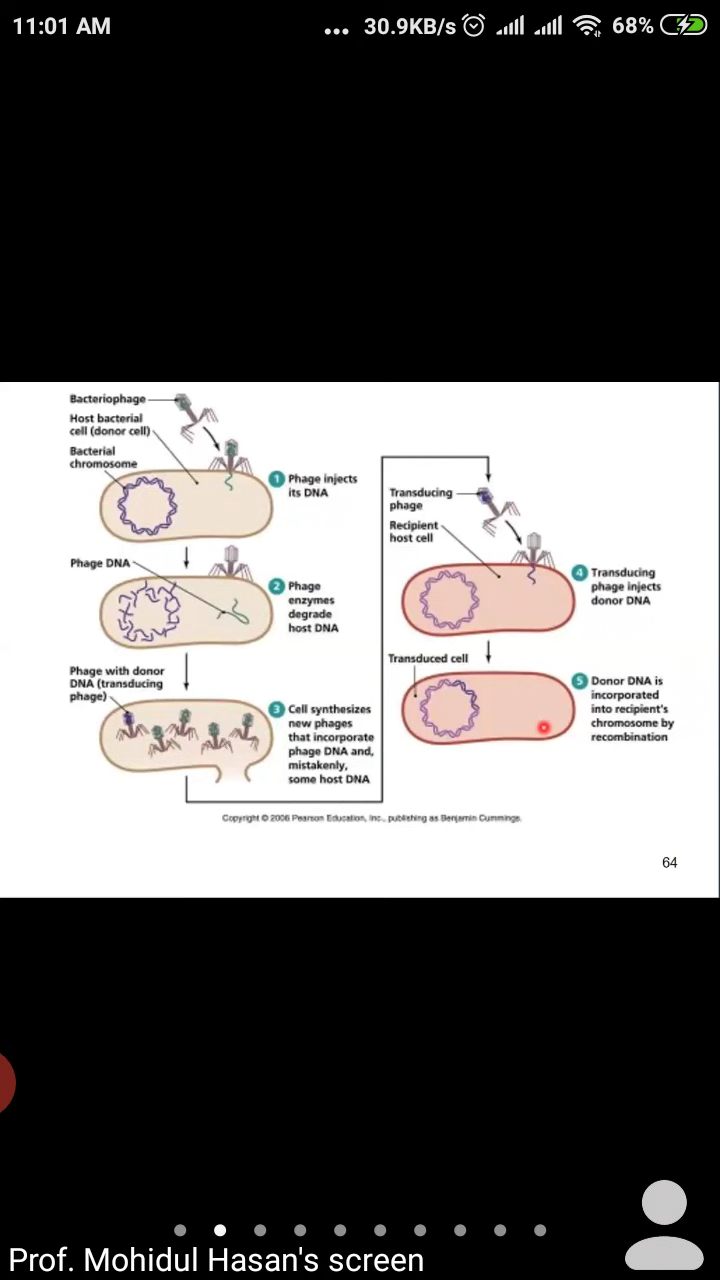 11:01 AM
... 30.9KB/s
68%
Bacteriophage
Host bacterial
cell (donor cell)
Bacterial
chromosome
1 Phage injects
its DNA
Phage DNA
2 Phage
enzymes
degrade
host DNA
Phage with donor
DNA (transducing
phage)
3 Cell synthesizes
new phages
that incorporate
phage DNA and,
mistakenly,
some host DNA
Transducing
phage
Recipient
host cell
4 Transducing
phage injects
donor DNA
Transduced cell
5 Donor DNA is
incorporated
into recipient's
chromosome by
recombination
Copyright © 2006 Pearson Education, Inc., publishing as Benjamin Cummings.
64
Prof. Mohidul Hasan's screen